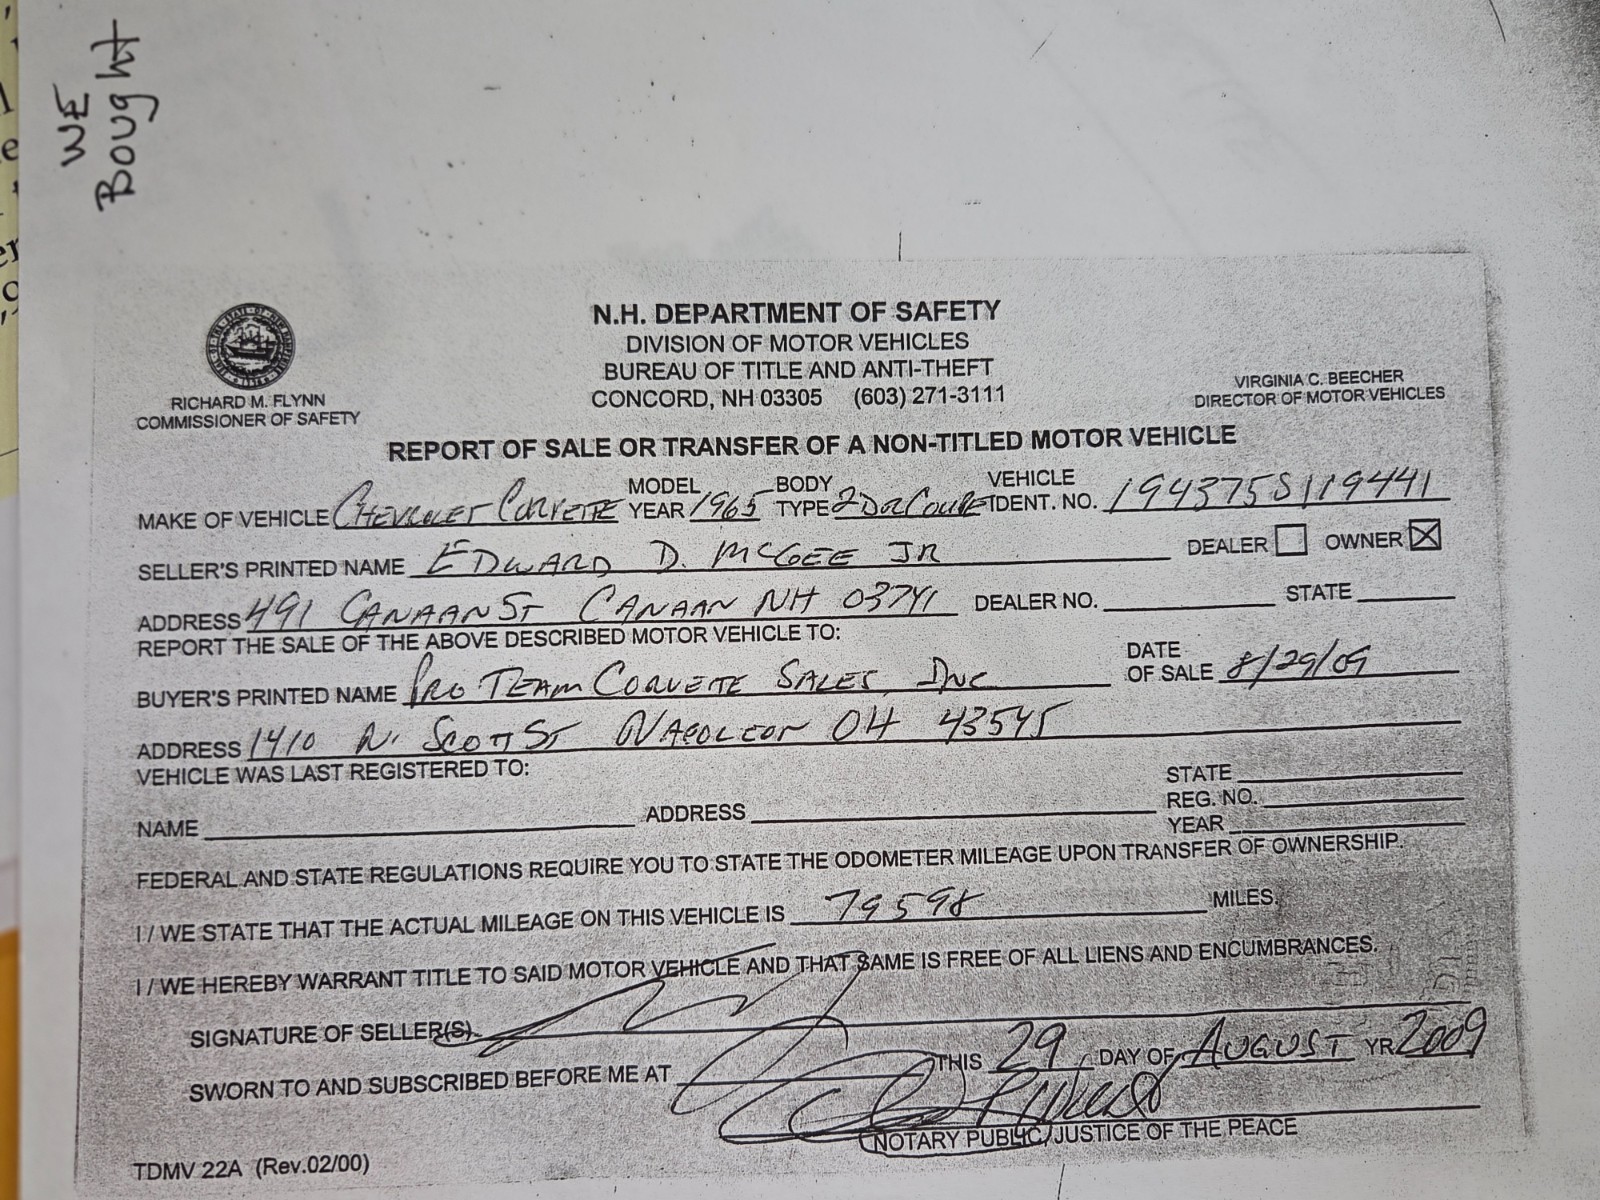 WE
Bought
N.H. DEPARTMENT OF SAFETY
DIVISION OF MOTOR VEHICLES
BUREAU OF TITLE AND ANTI-THEFT
CONCORD, NH 03305 (603) 271-3111
RICHARD M. FLYNN
COMMISSIONER OF SAFETY
VIRGINIA C. BEECHER
DIRECTOR OF MOTOR VEHICLES
REPORT OF SALE OR TRANSFER OF A NON-TITLED MOTOR VEHICLE
MAKE OF VEHICLE CHEVROLET CORVETTE MODEL YEAR 1965 BODY TYPE 2 DR COUPE VEHICLE IDENT. NO. 194375S119441
SELLER'S PRINTED NAME EDWARD D. MCGEE JR DEALER OWNER
ADDRESS 491 CANAAN ST CANAAN NH 03741 DEALER NO. STATE
REPORT THE SALE OF THE ABOVE DESCRIBED MOTOR VEHICLE TO:
BUYER'S PRINTED NAME PRO TEAM CORVETTE SALES, INC DATE OF SALE 8/29/09
ADDRESS 1410 N. SCOTT ST NAPOLEON OH 43545
VEHICLE WAS LAST REGISTERED TO:
STATE
REG. NO.
NAME ADDRESS YEAR
FEDERAL AND STATE REGULATIONS REQUIRE YOU TO STATE THE ODOMETER MILEAGE UPON TRANSFER OF OWNERSHIP.
I / WE STATE THAT THE ACTUAL MILEAGE ON THIS VEHICLE IS 79598 MILES.
I / WE HEREBY WARRANT TITLE TO SAID MOTOR VEHICLE AND THAT SAME IS FREE OF ALL LIENS AND ENCUMBRANCES.
SIGNATURE OF SELLER(S)
SWORN TO AND SUBSCRIBED BEFORE ME AT THIS 29 DAY OF AUGUST YR 2009
NOTARY PUBLIC/JUSTICE OF THE PEACE
TDMV 22A (Rev.02/00)